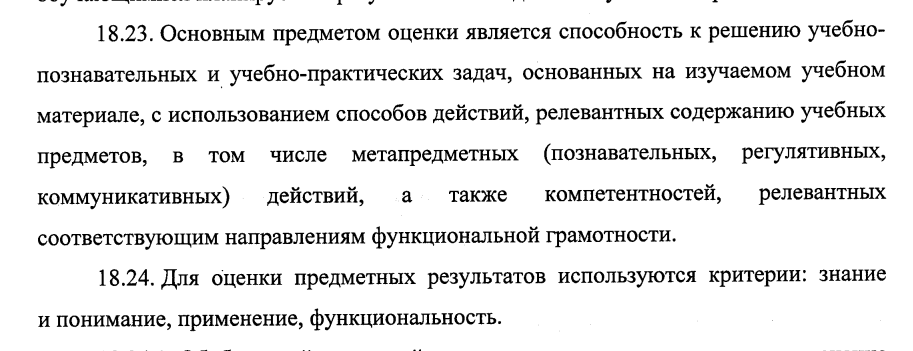 18.23. Основным предметом оценки является способность к решению учебно-
познавательных и учебно-практических задач, основанных на изучаемом учебном
материале, с использованием способов действий, релевантных содержанию учебных
предметов, в том числе метапредметных (познавательных, регулятивных,
коммуникативных) действий, а также компетентностей, релевантных
соответствующим направлениям функциональной грамотности.
18.24. Для оценки предметных результатов используются критерии: знание
и понимание, применение, функциональность.